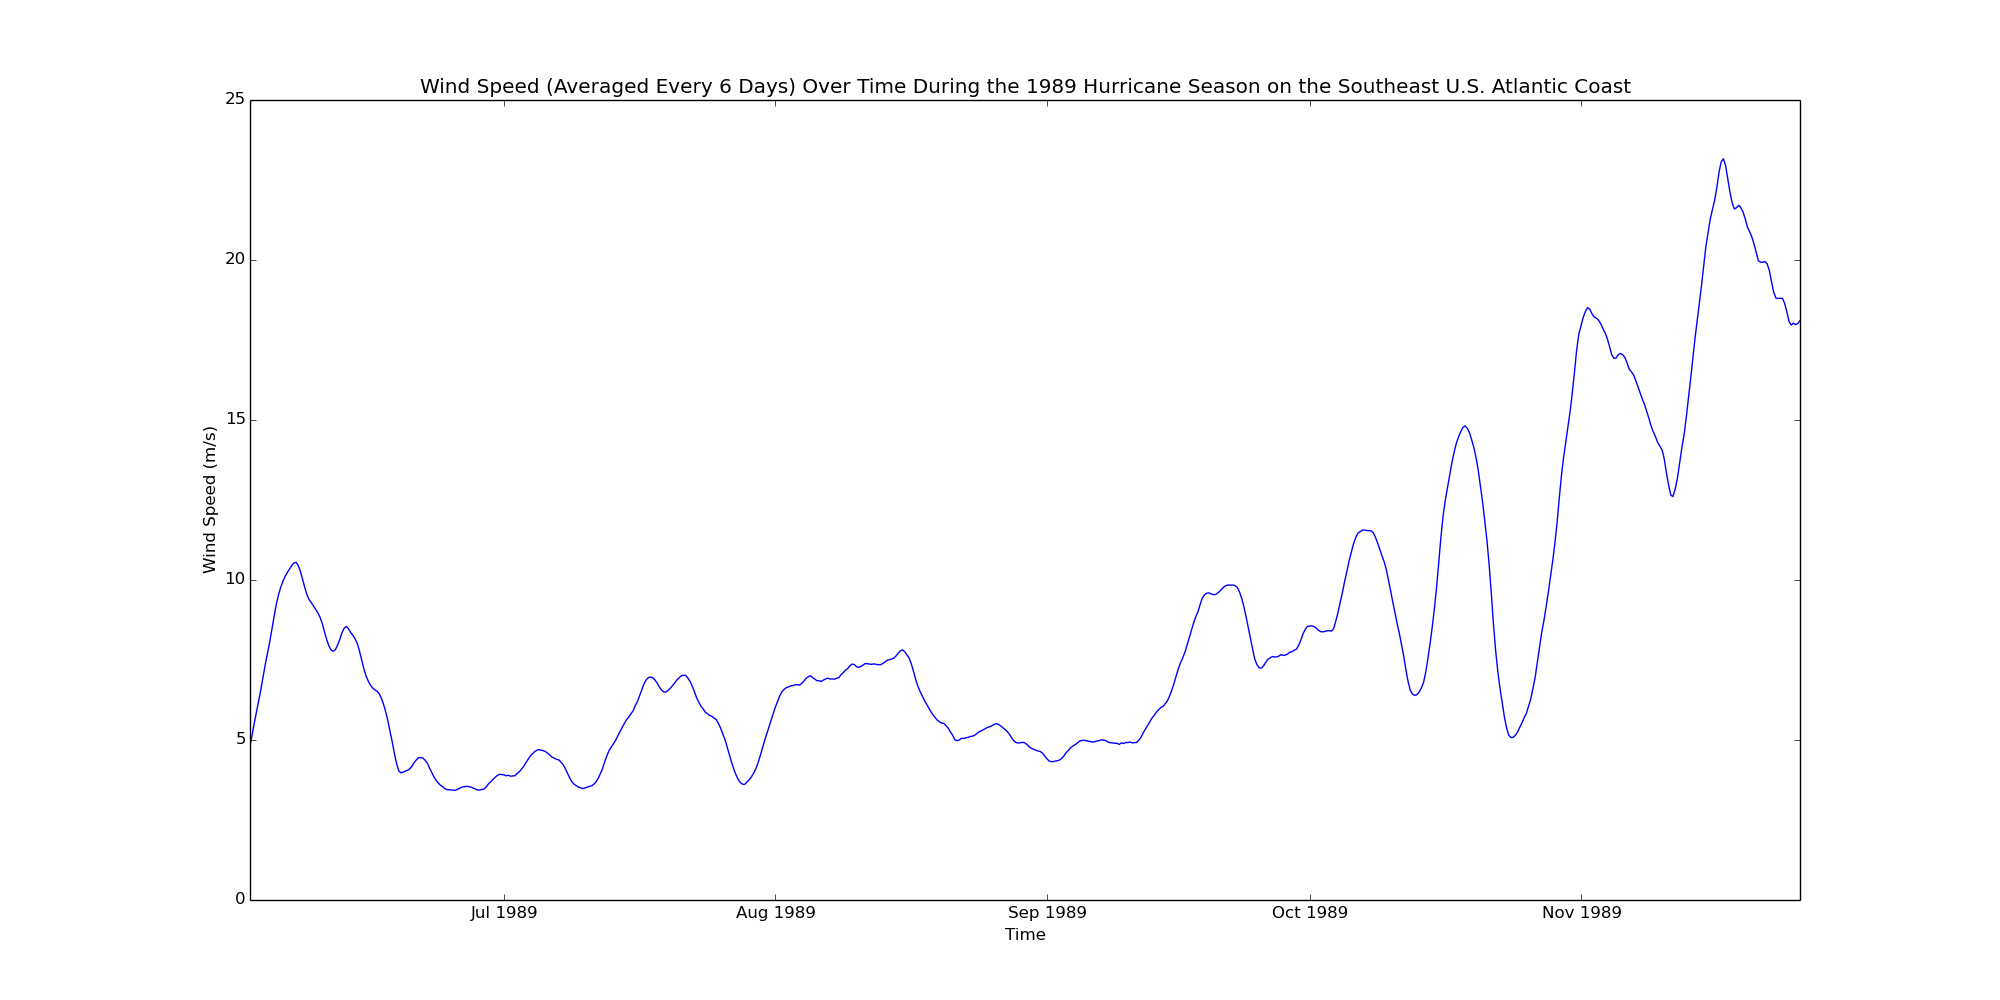 Wind Speed (Averaged Every 6 Days) Over Time During the 1989 Hurricane Season on the Southeast U.S. Atlantic Coast
25
20
15
10
5
0
Wind Speed (m/s)
Jul 1989 Aug 1989 Sep 1989 Oct 1989 Nov 1989
Time